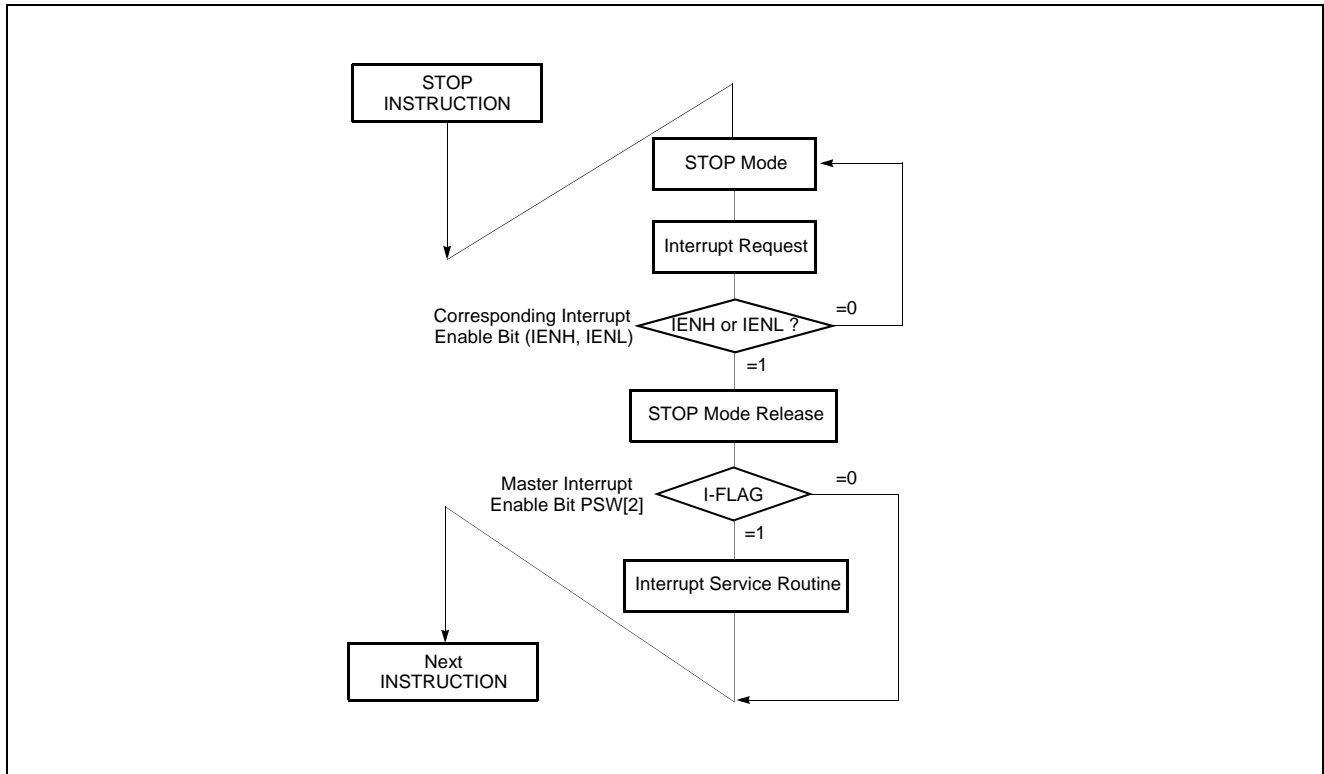 STOP
INSTRUCTION
STOP Mode
Interrupt Request
Corresponding Interrupt
Enable Bit (IENH, IENL)
IENH or IENL ?
=0
=1
STOP Mode Release
Master Interrupt
Enable Bit PSW[2]
I-FLAG
=0
=1
Interrupt Service Routine
Next
INSTRUCTION